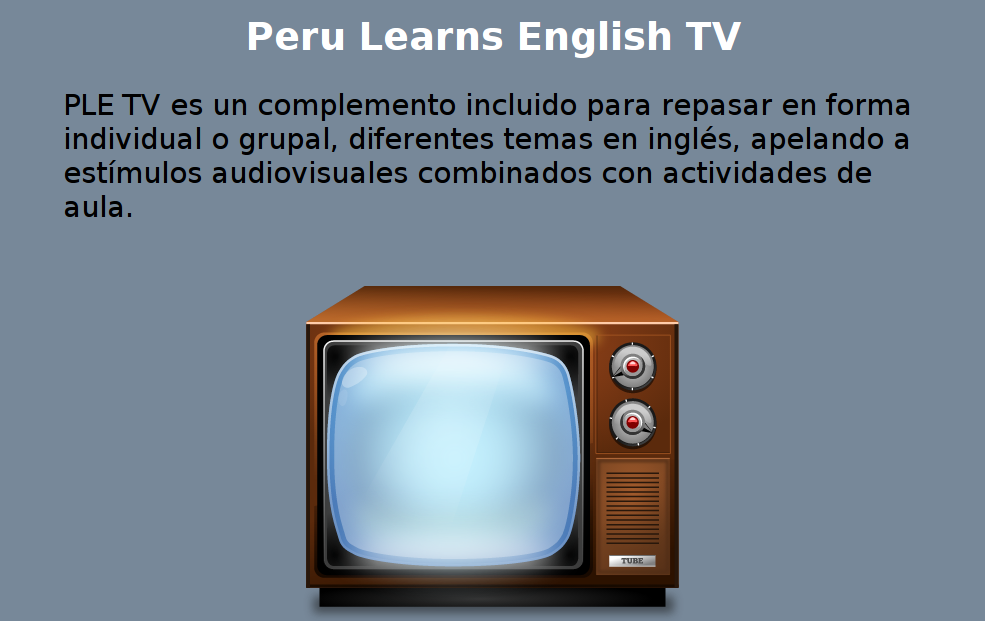 Peru Learns English TV
PLE TV es un complemento incluido para repasar en forma
individual o grupal, diferentes temas en inglés, apelando a
estímulos audiovisuales combinados con actividades de
aula.
TUBE